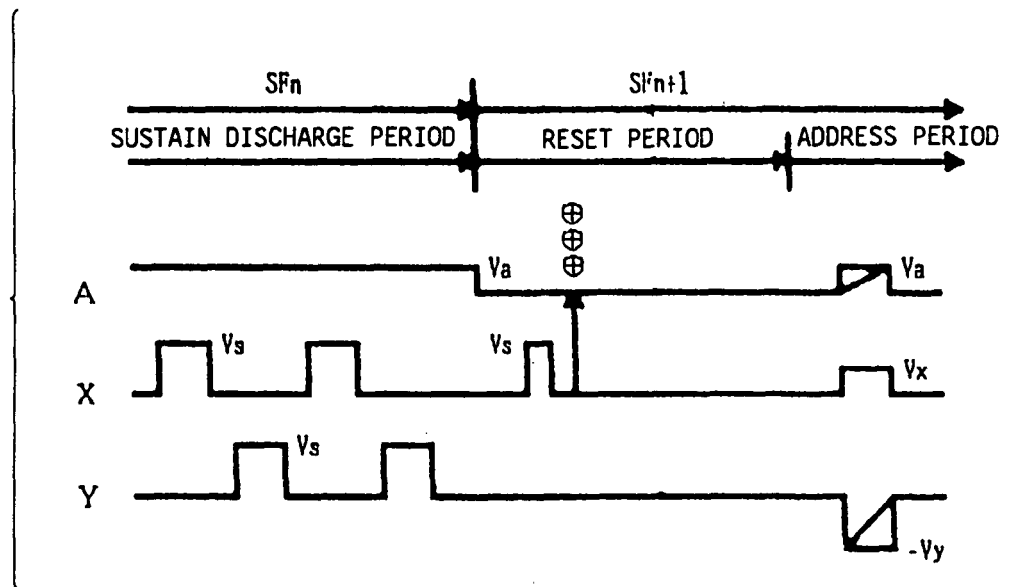 SFn SFn+1
SUSTAIN DISCHARGE PERIOD RESET PERIOD ADDRESS PERIOD
A Va Va
X Vs Vs Vx
Y Vs
-Vy